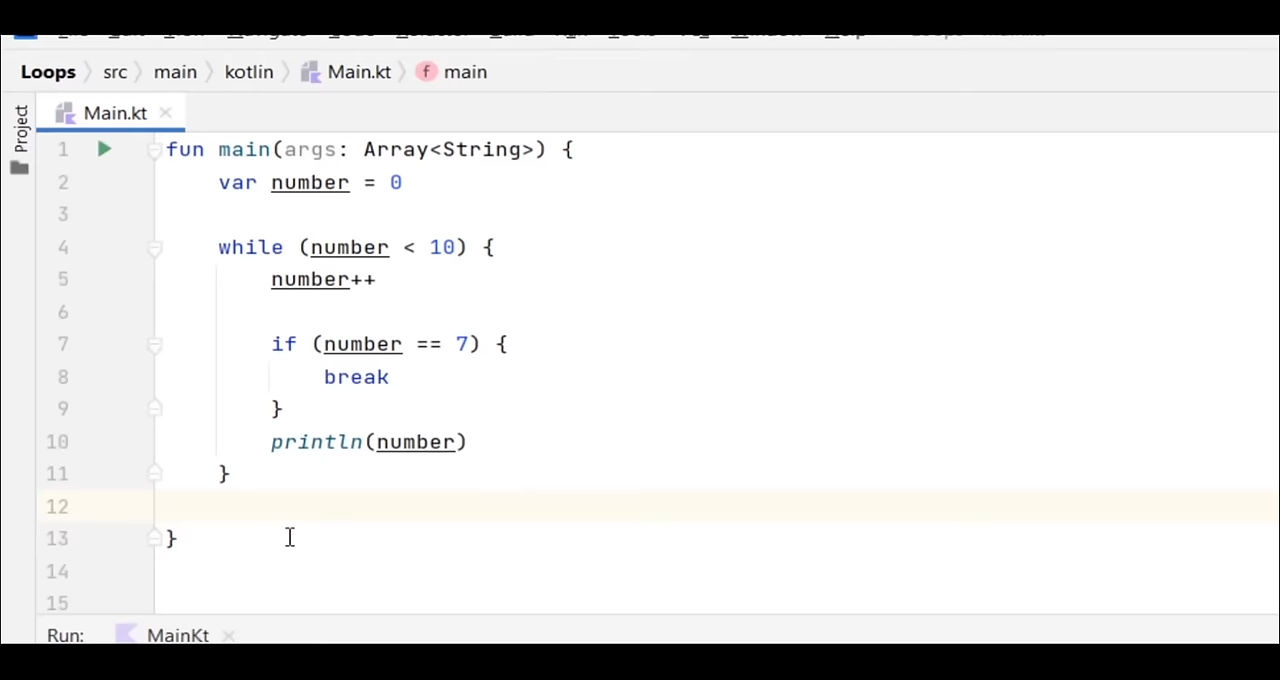 Loops src main kotlin Main.kt f main
Project
Main.kt
1 fun main(args: Array<String>) {
2 var number = 0
3
4 while (number < 10) {
5 number++
6
7 if (number == 7) {
8 break
9 }
10 println(number)
11 }
12
13 }
14
15
Run: MainKt